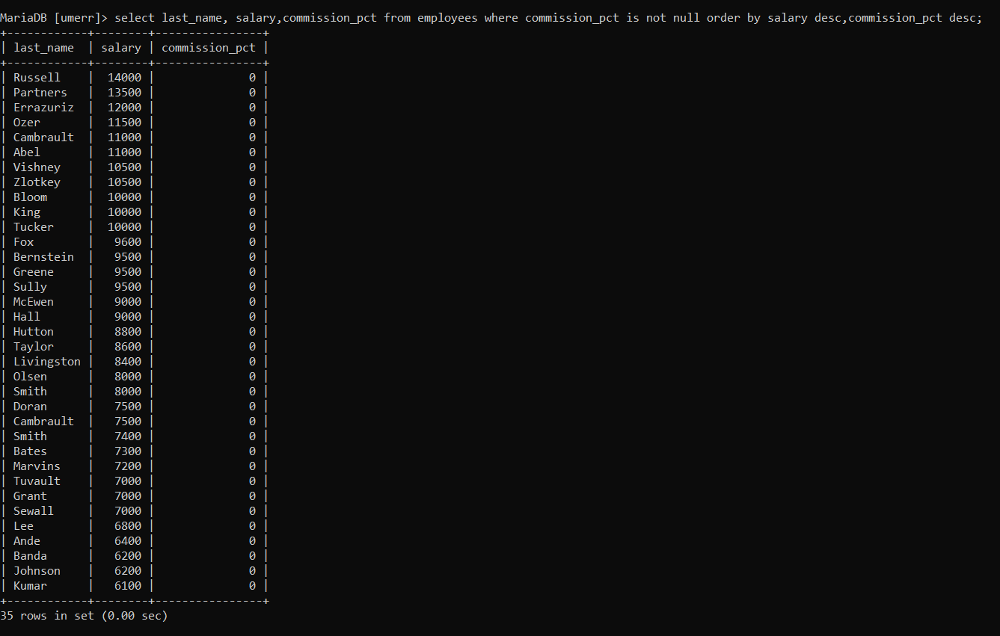 MariaDB [umerr]> select last_name, salary,commission_pct from employees where commission_pct is not null order by salary desc,commission_pct desc;
+------------+--------+----------------+
| last_name  | salary | commission_pct |
+------------+--------+----------------+
| Russell    |  14000 |              0 |
| Partners   |  13500 |              0 |
| Errazuriz  |  12000 |              0 |
| Ozer       |  11500 |              0 |
| Cambrault  |  11000 |              0 |
| Abel       |  11000 |              0 |
| Vishney    |  10500 |              0 |
| Zlotkey    |  10500 |              0 |
| Bloom      |  10000 |              0 |
| King       |  10000 |              0 |
| Tucker     |  10000 |              0 |
| Fox        |   9600 |              0 |
| Bernstein  |   9500 |              0 |
| Greene     |   9500 |              0 |
| Sully      |   9500 |              0 |
| McEwen     |   9000 |              0 |
| Hall       |   9000 |              0 |
| Hutton     |   8800 |              0 |
| Taylor     |   8600 |              0 |
| Livingston |   8400 |              0 |
| Olsen      |   8000 |              0 |
| Smith      |   8000 |              0 |
| Doran      |   7500 |              0 |
| Cambrault  |   7500 |              0 |
| Smith      |   7400 |              0 |
| Bates      |   7300 |              0 |
| Marvins    |   7200 |              0 |
| Tuvault    |   7000 |              0 |
| Grant      |   7000 |              0 |
| Sewall     |   7000 |              0 |
| Lee        |   6800 |              0 |
| Ande       |   6400 |              0 |
| Banda      |   6200 |              0 |
| Johnson    |   6200 |              0 |
| Kumar      |   6100 |              0 |
+------------+--------+----------------+
35 rows in set (0.00 sec)